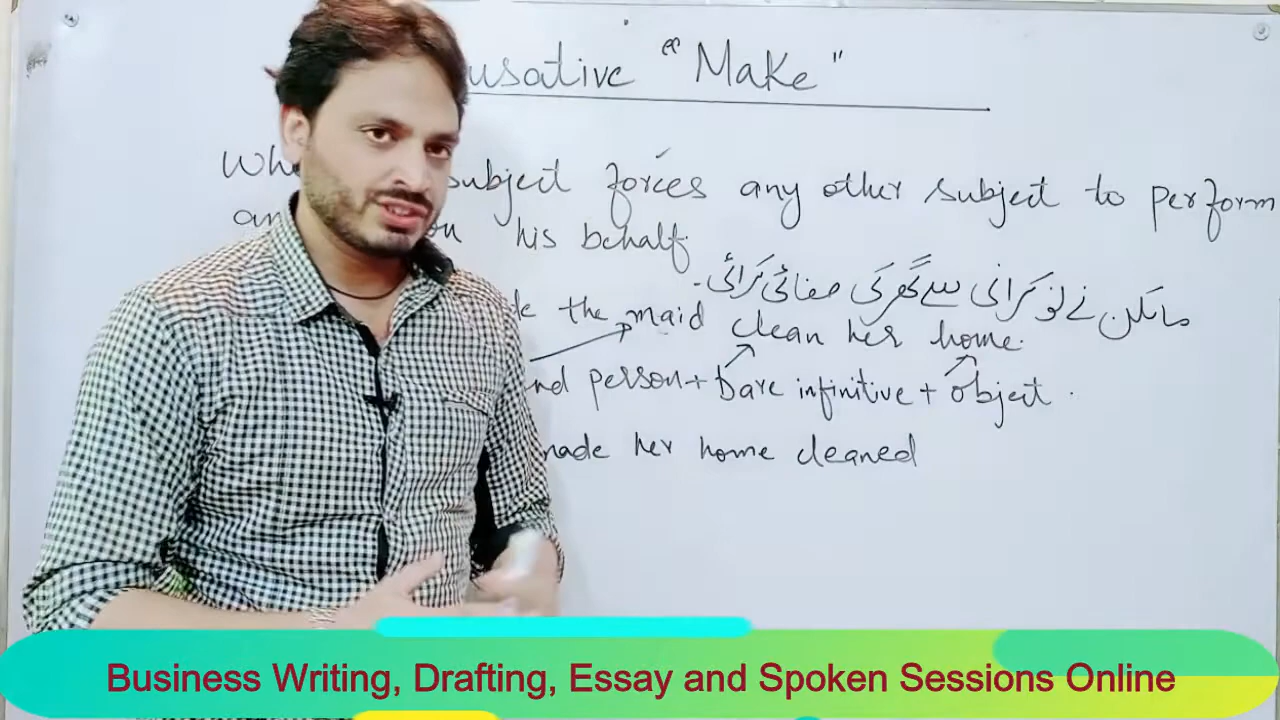 usative "Make"
Wh subject forces any other subject to perform
an on his behalf
مالکن نے نوکرانی سے گھر کی صفائی کرائی۔
the maid clean her home.
nd person + bare infinitive + object.
made her home cleaned
Business Writing, Drafting, Essay and Spoken Sessions Online